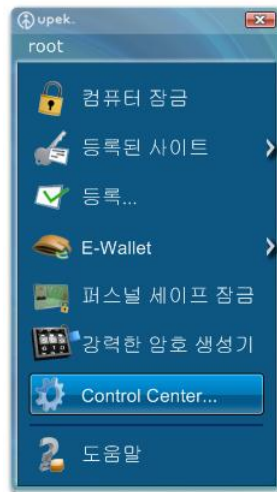 upek.
root
컴퓨터 잠금
등록된 사이트
등록...
E-Wallet
퍼스널 세이프 잠금
강력한 암호 생성기
Control Center...
도움말